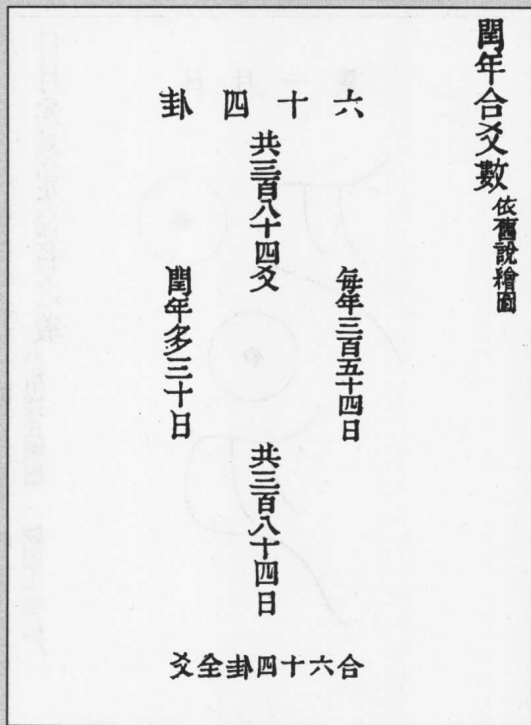 閏年合爻數 依舊說繪圖
六十四卦
共三百八十四爻
每年三百五十四日
閏年多三十日
共三百八十四日
合六十四卦全爻